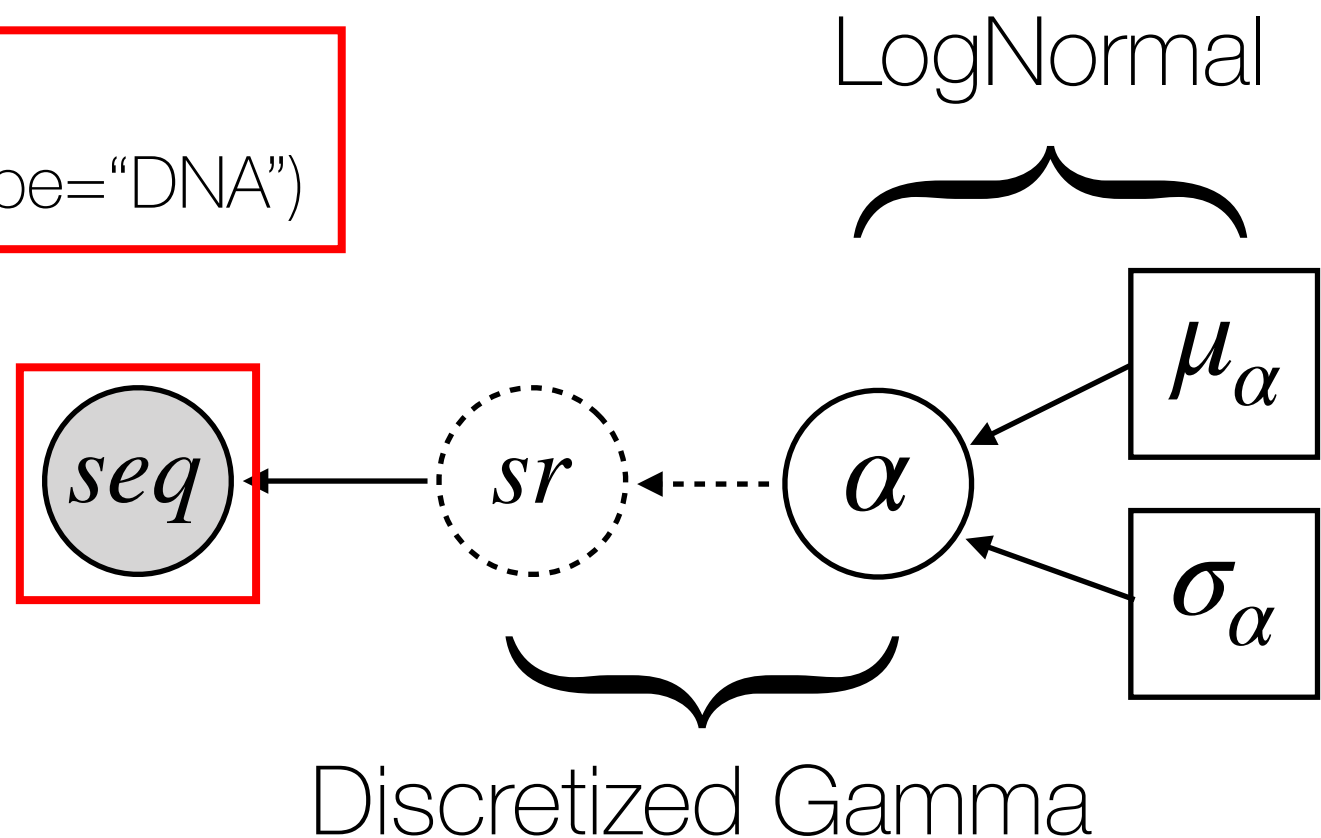 LogNormal
pe="DNA")
μα
seq
sr
α
σα
Discretized Gamma